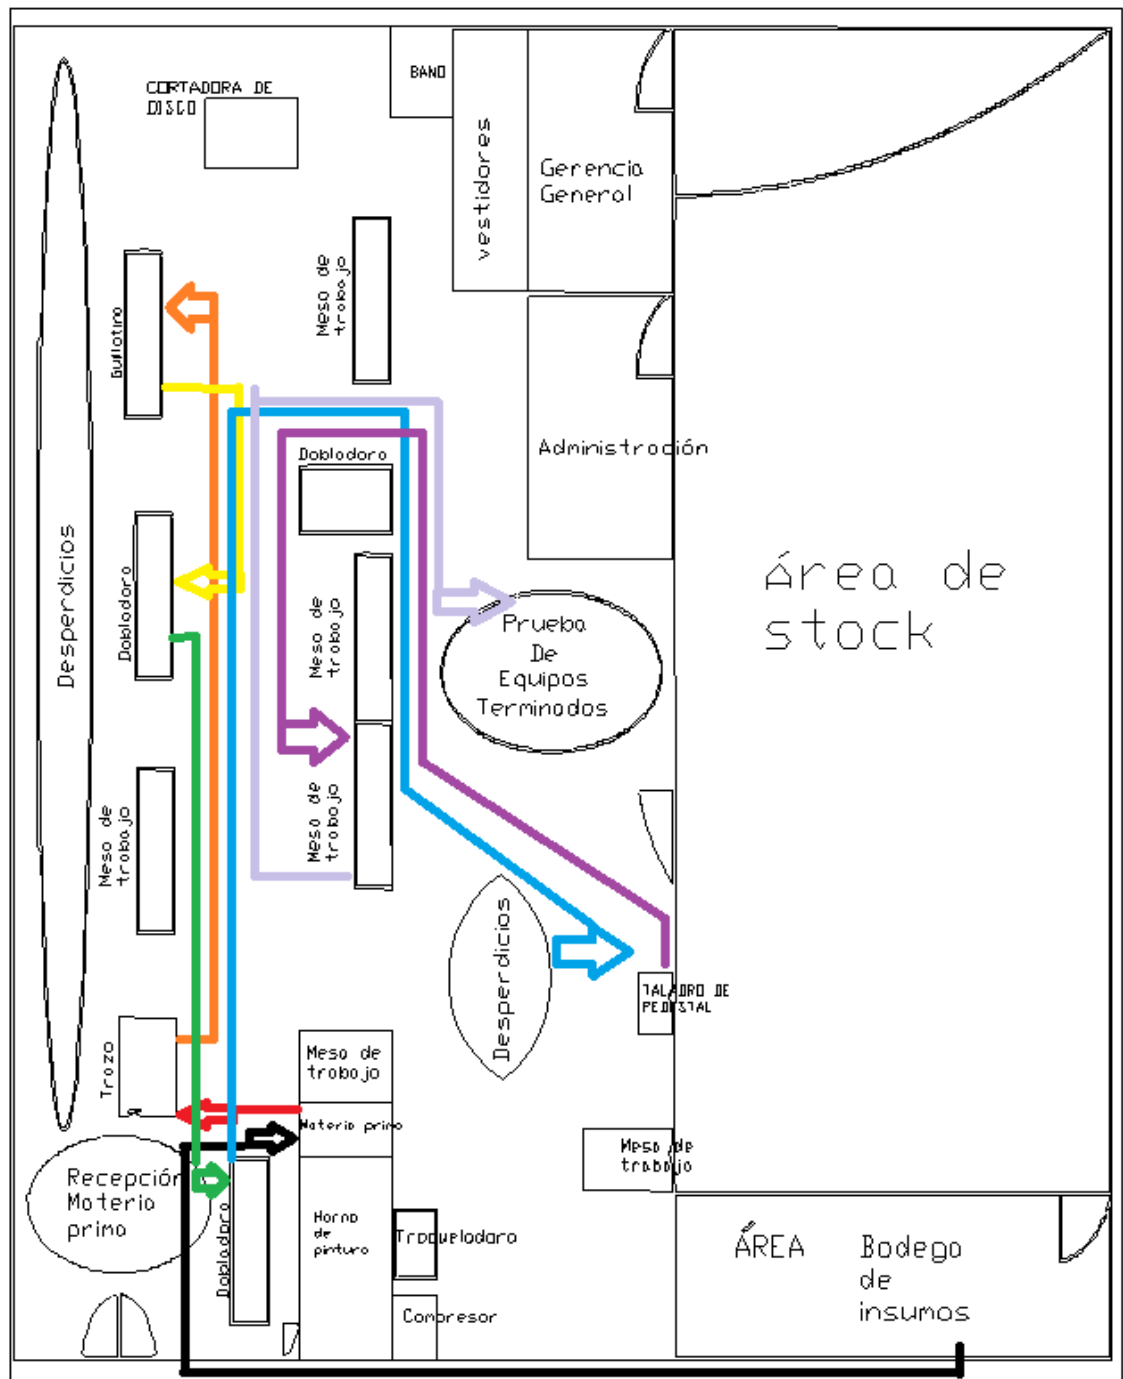 CORTADORA DE
DISCO
BANO
vestidores
Gerencia
General
Mesa de
trabajo
Guillotina
Dobladora
Administración
Desperdicios
Dobladora
Mesa de
trabajo
Prueba
De
Equipos
Terminados
Área de
stock
Mesa de
trabajo
Mesa de
trabajo
Desperdicios
TALADRO DE
PEDESTAL
Trazo
Mesa de
trabajo
Materia prima
Mesa de
trabajo
Recepción
Materia
prima
Dobladora
Horno
de
pintura
Troqueladora
Compresor
ÁREA
Bodega
de
insumos